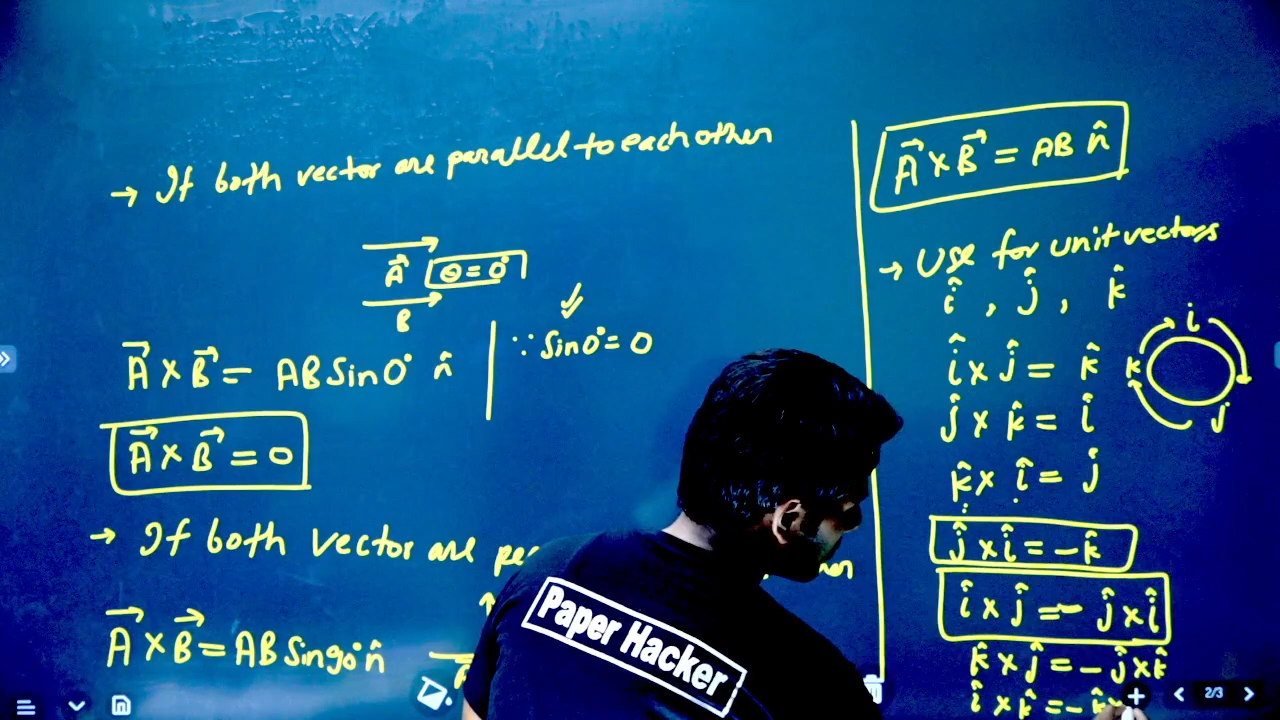 → If both vector are parallel to each other
A⃗ θ = 0°
B
A⃗ × B⃗ = AB Sin0° n̂
∵ Sin0° = 0
A⃗ × B⃗ = 0
→ If both vector are
A⃗ × B⃗ = AB Sin90° n̂
A⃗ × B⃗ = AB n̂
→ Use for unit vectors
î , ĵ , k̂
î × ĵ = k̂
ĵ × k̂ = î
k̂ × î = ĵ
i
k
j
ĵ × î = -k̂
î × ĵ = - ĵ × î
k̂ × ĵ = - ĵ × k̂
î × k̂ = - k̂
Paper Hacker
2/3